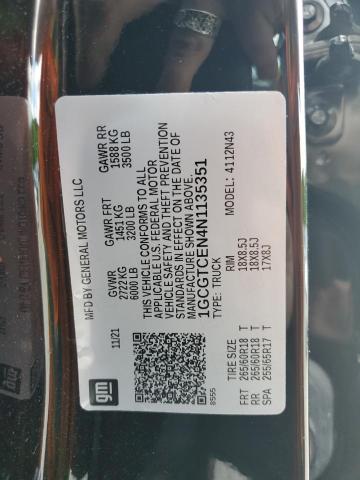 gm
MFD BY GENERAL MOTORS LLC
11/21
GVWR
2722 KG
6000 LB
GAWR FRT
1451 KG
3200 LB
GAWR RR
1588 KG
3500 LB
THIS VEHICLE CONFORMS TO ALL
APPLICABLE U.S. FEDERAL MOTOR
VEHICLE SAFETY AND THEFT PREVENTION
STANDARDS IN EFFECT ON THE DATE OF
MANUFACTURE SHOWN ABOVE.
1GCGTCEN4N1135351
TYPE: TRUCK
MODEL: 4112N43
8555
TIRE SIZE RIM
FRT 265/60R18 T 18X8.5J
RR 265/60R18 T 18X8.5J
SPA 255/65R17 T 17X8J